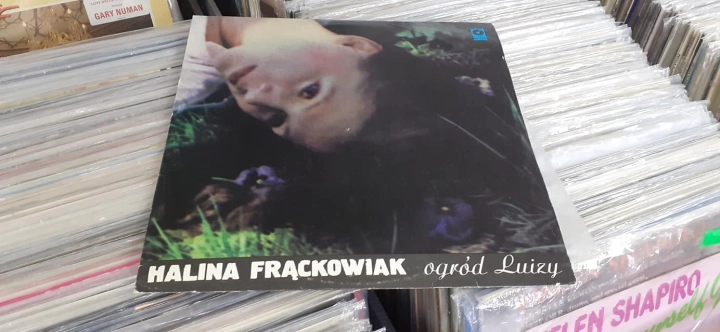 GARY NUMAN
HALINA FRĄCKOWIAK ogród Luizy
HELEN SHAPIRO